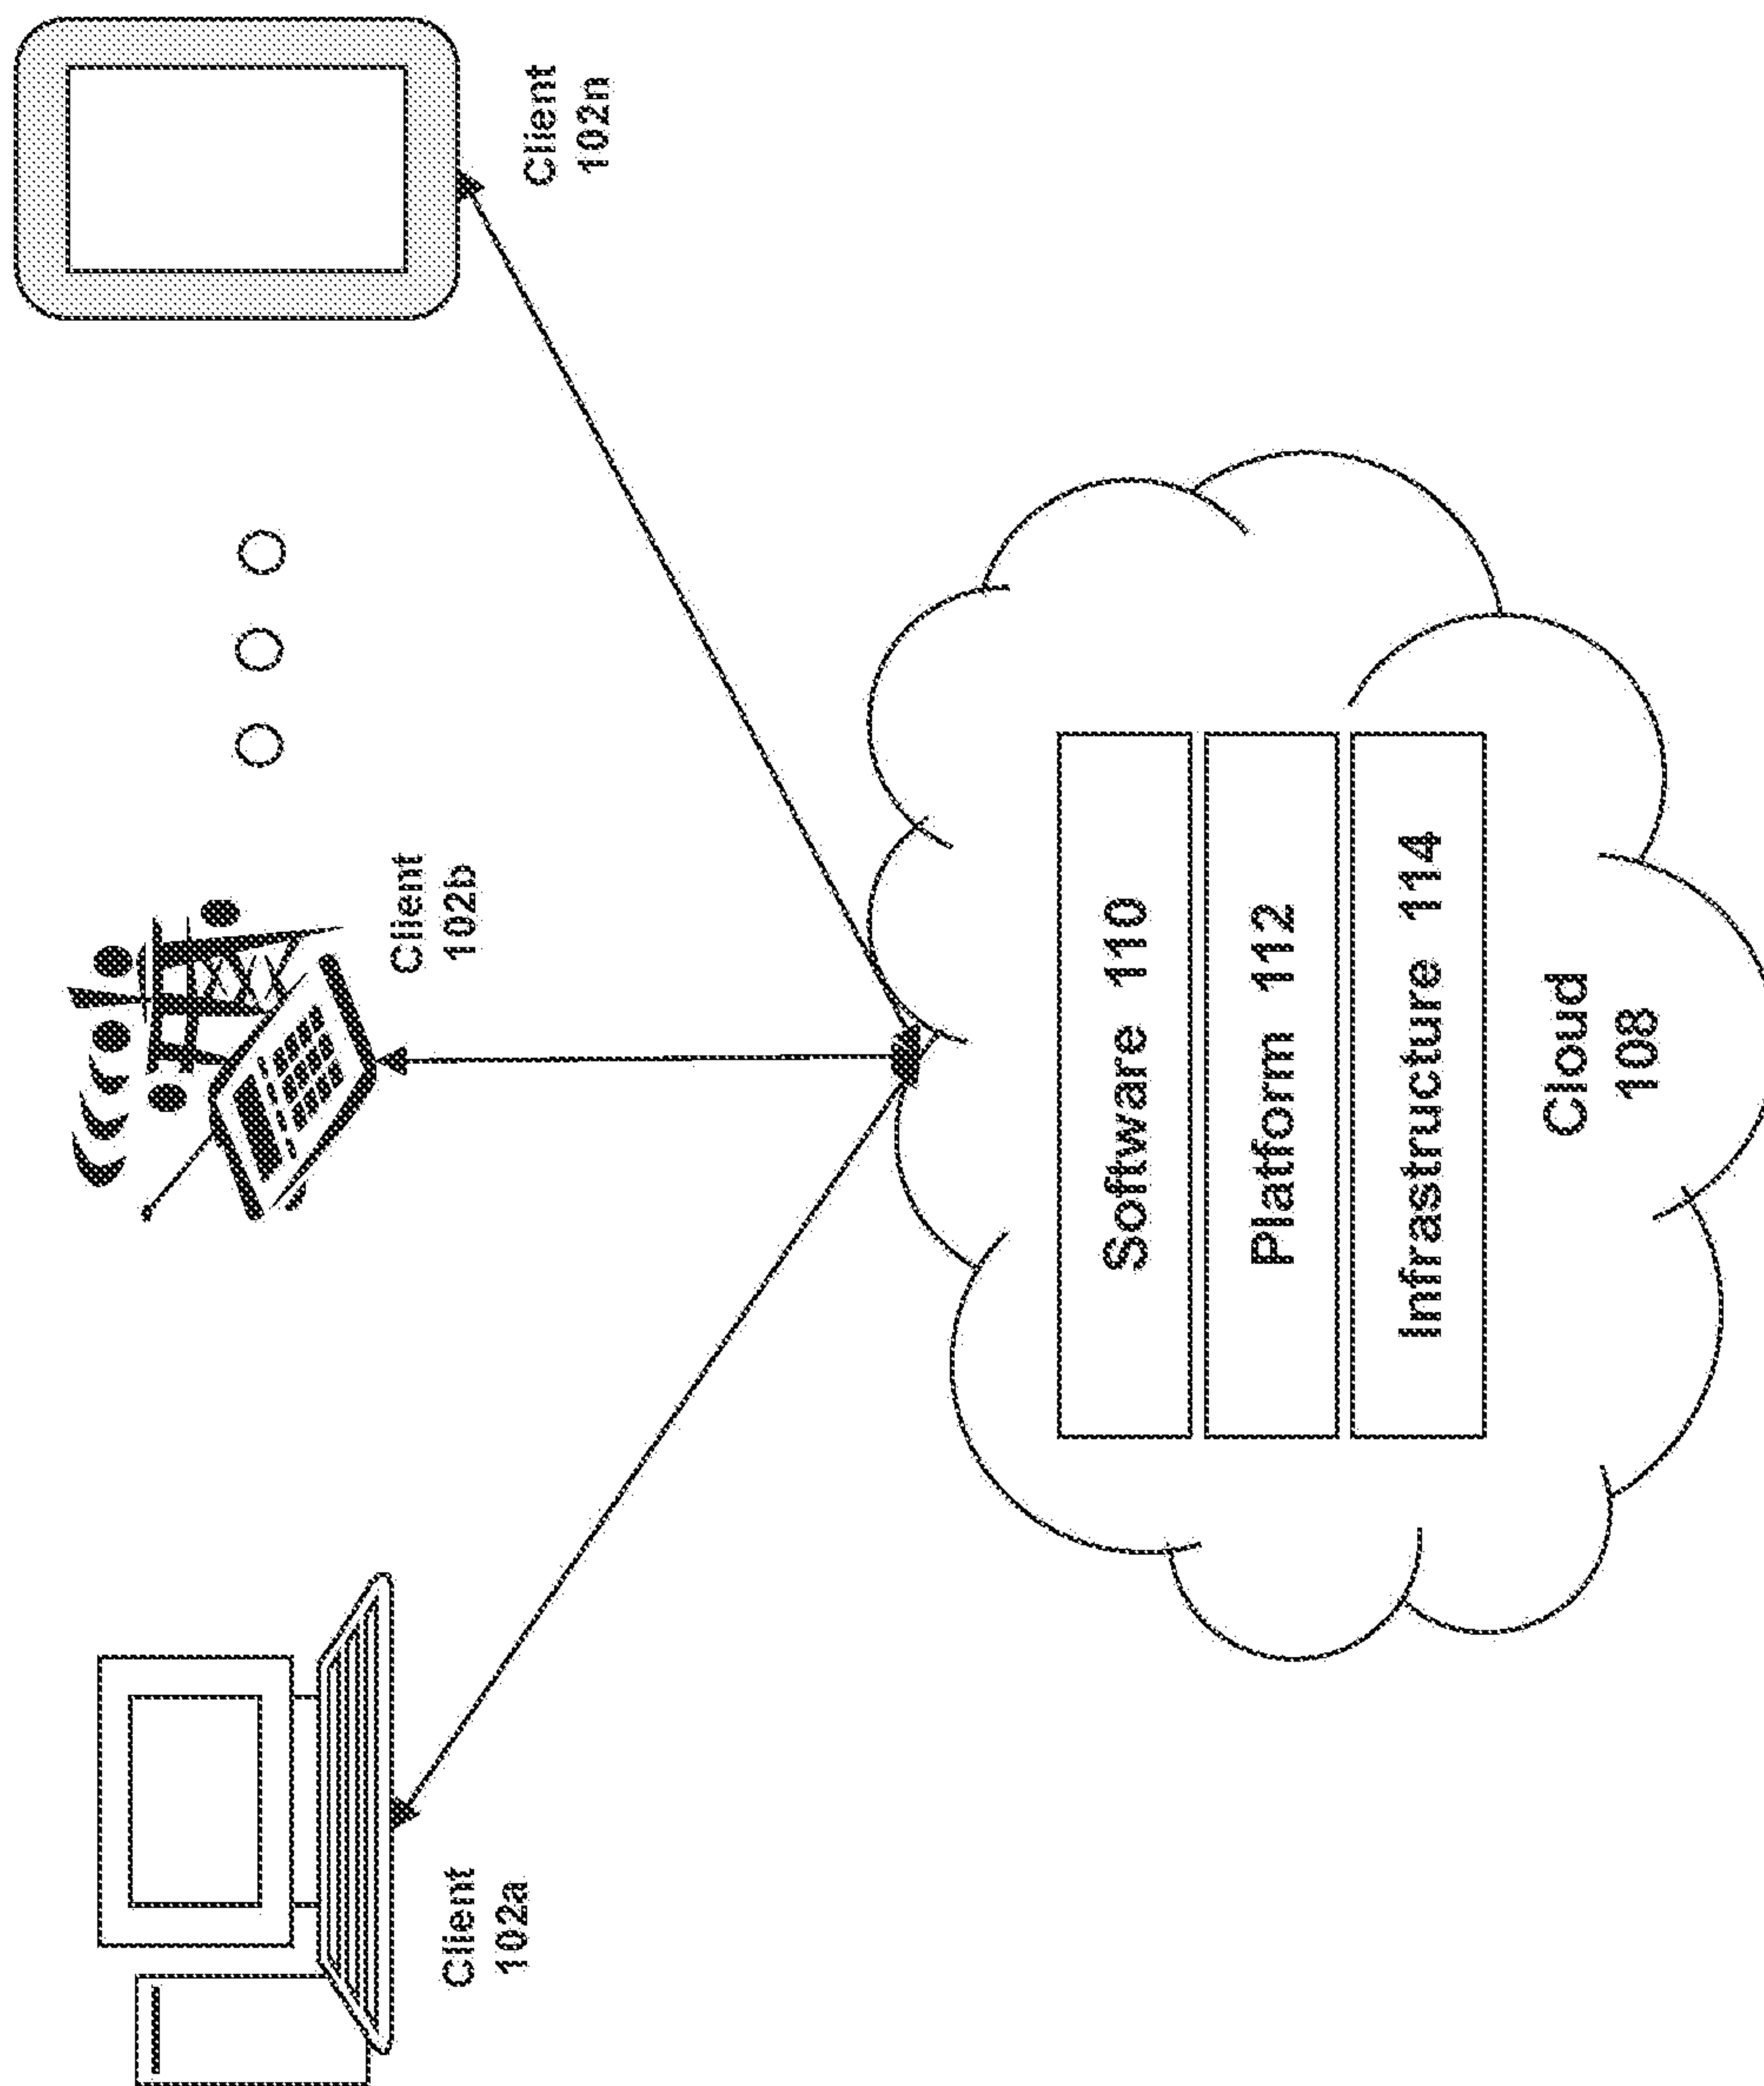 Client
102a
Client
102b
Client
102n
Software 110
Platform 112
Infrastructure 114
Cloud
108